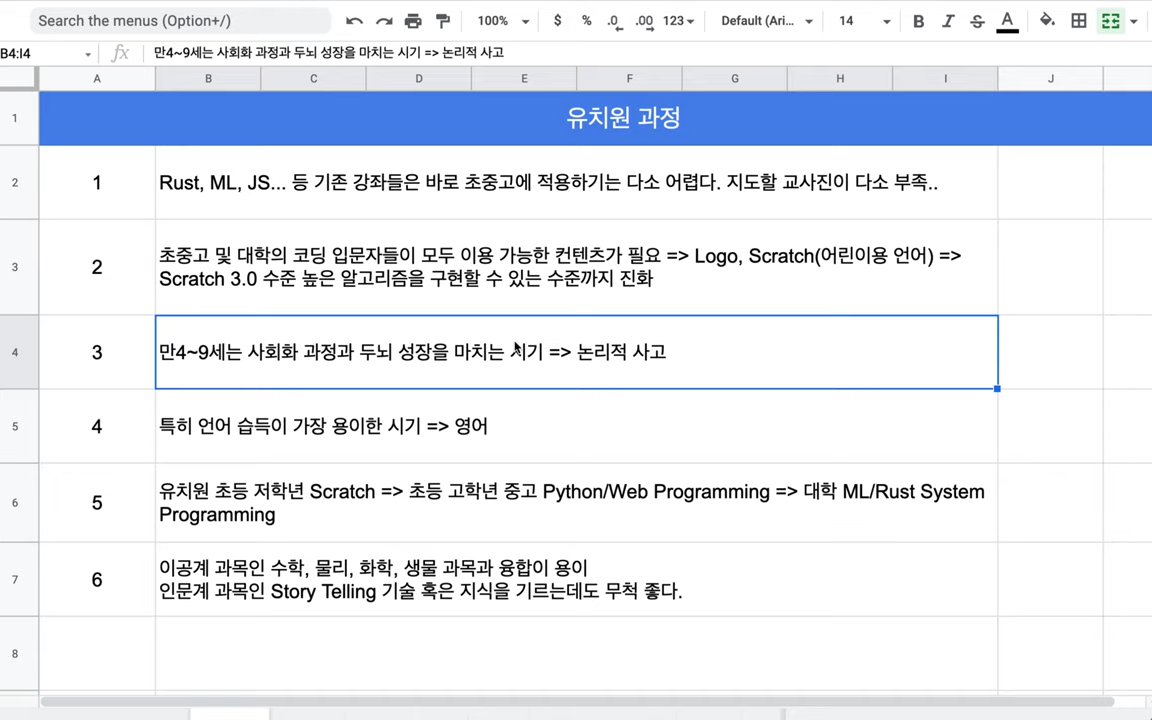 Search the menus (Option+/)
100%
$
%
.0
.00
123
Default (Ari...
14
B
I
S
A
B4:I4
fx
만4~9세는 사회화 과정과 두뇌 성장을 마치는 시기 => 논리적 사고
A B C D E F G H I J
1
유치원 과정
2
1
Rust, ML, JS... 등 기존 강좌들은 바로 초중고에 적용하기는 다소 어렵다. 지도할 교사진이 다소 부족..
3
2
초중고 및 대학의 코딩 입문자들이 모두 이용 가능한 컨텐츠가 필요 => Logo, Scratch(어린이용 언어) =>
Scratch 3.0 수준 높은 알고리즘을 구현할 수 있는 수준까지 진화
4
3
만4~9세는 사회화 과정과 두뇌 성장을 마치는 시기 => 논리적 사고
5
4
특히 언어 습득이 가장 용이한 시기 => 영어
6
5
유치원 초등 저학년 Scratch => 초등 고학년 중고 Python/Web Programming => 대학 ML/Rust System
Programming
7
6
이공계 과목인 수학, 물리, 화학, 생물 과목과 융합이 용이
인문계 과목인 Story Telling 기술 혹은 지식을 기르는데도 무척 좋다.
8